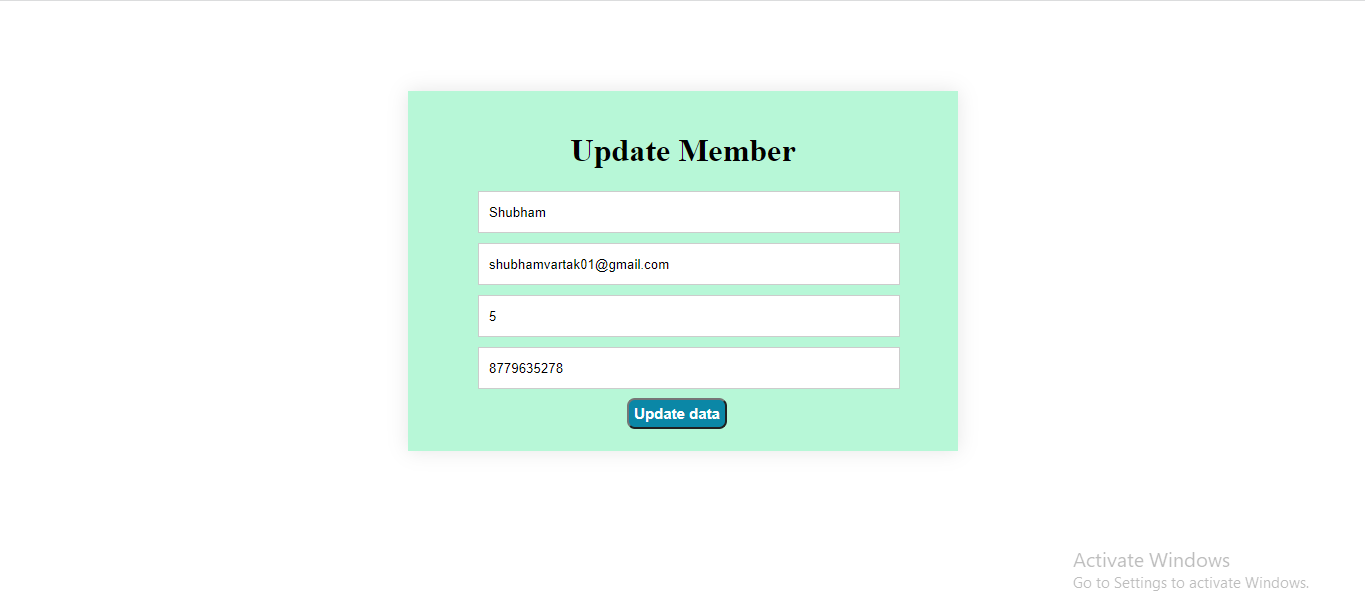 Update Member
Shubham
shubhamvartak01@gmail.com
5
8779635278
Update data
Activate Windows
Go to Settings to activate Windows.